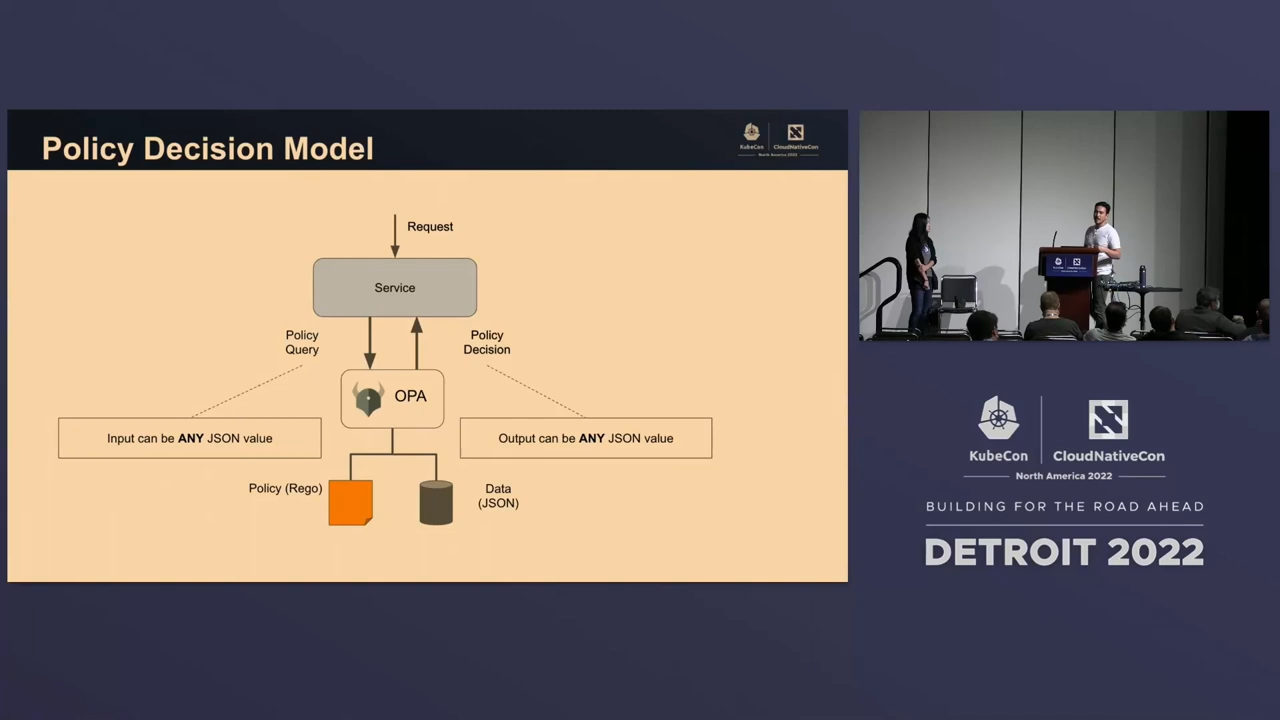 Policy Decision Model
KubeCon
CloudNativeCon
North America 2022
Request
Service
Policy
Query
Policy
Decision
OPA
Input can be ANY JSON value
Output can be ANY JSON value
Policy (Rego)
Data
(JSON)
KubeCon
CloudNativeCon
North America 2022
BUILDING FOR THE ROAD AHEAD
DETROIT 2022